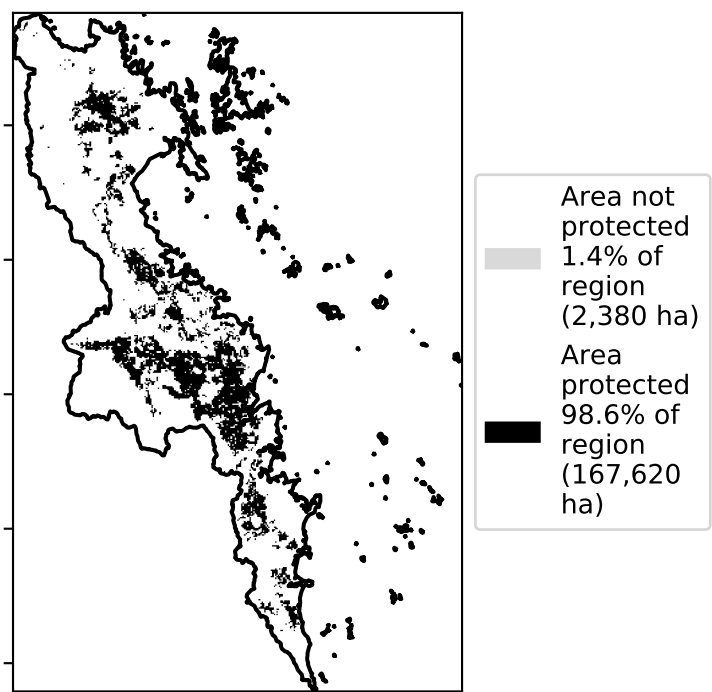 Area not
protected
1.4% of
region
(2,380 ha)
Area
protected
98.6% of
region
(167,620
ha)